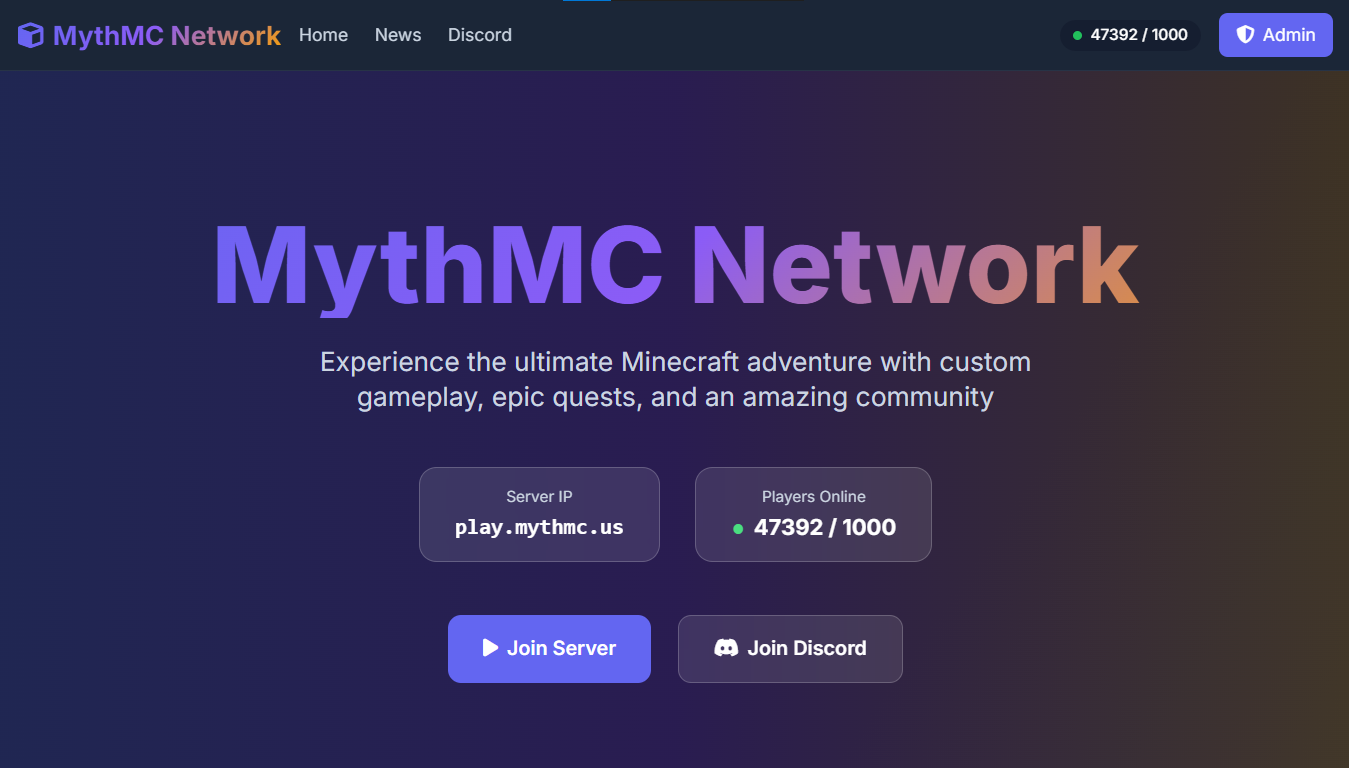 MythMC Network Home News Discord 47392 / 1000 Admin
MythMC Network
Experience the ultimate Minecraft adventure with custom
gameplay, epic quests, and an amazing community
Server IP
play.mythmc.us
Players Online
47392 / 1000
Join Server
Join Discord